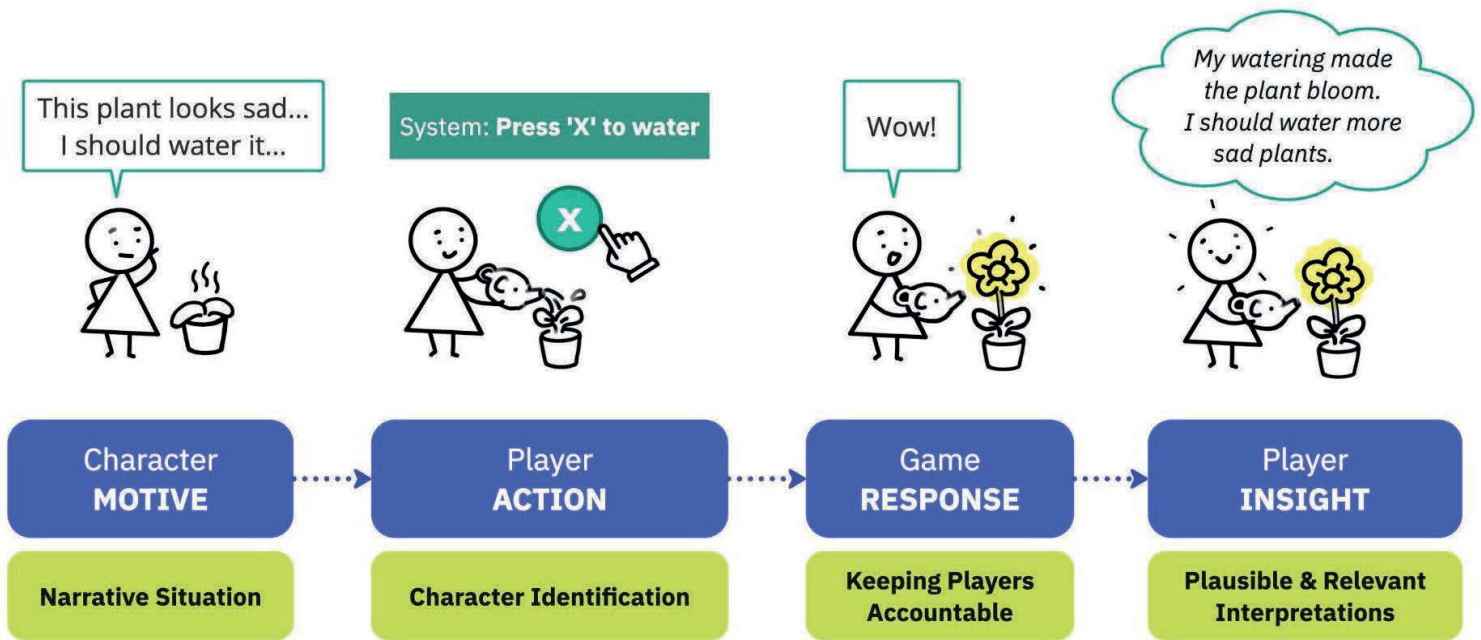 This plant looks sad...
I should water it...
System: Press 'X' to water
X
Wow!
My watering made
the plant bloom.
I should water more
sad plants.
Character
MOTIVE
Player
ACTION
Game
RESPONSE
Player
INSIGHT
Narrative Situation
Character Identification
Keeping Players
Accountable
Plausible & Relevant
Interpretations